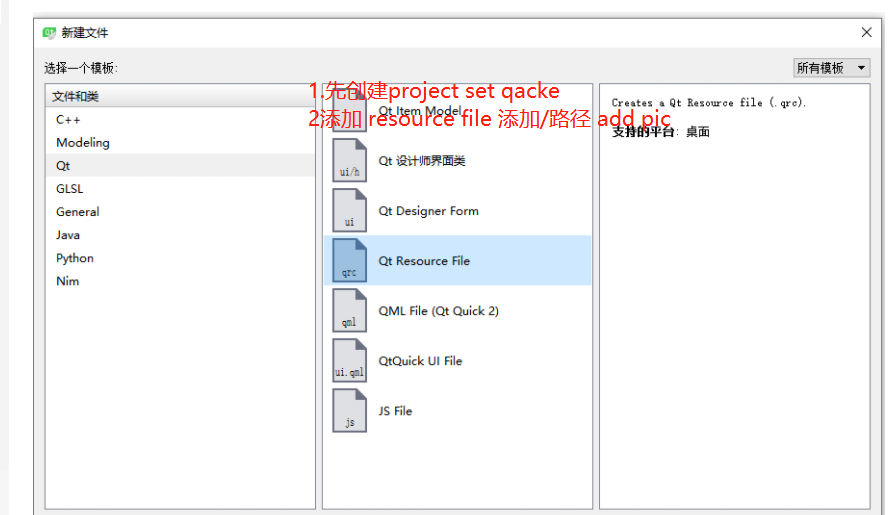 新建文件
选择一个模板:
所有模板
文件和类
C++
Modeling
Qt
GLSL
General
Java
Python
Nim
1.先创建project set qacke
2添加 resource file 添加/路径 add pic
Qt Item Model
ui/h
Qt 设计师界面类
ui
Qt Designer Form
qrc
Qt Resource File
qml
QML File (Qt Quick 2)
ui.qml
QtQuick UI File
js
JS File
Creates a Qt Resource file (.qrc).
支持的平台: 桌面